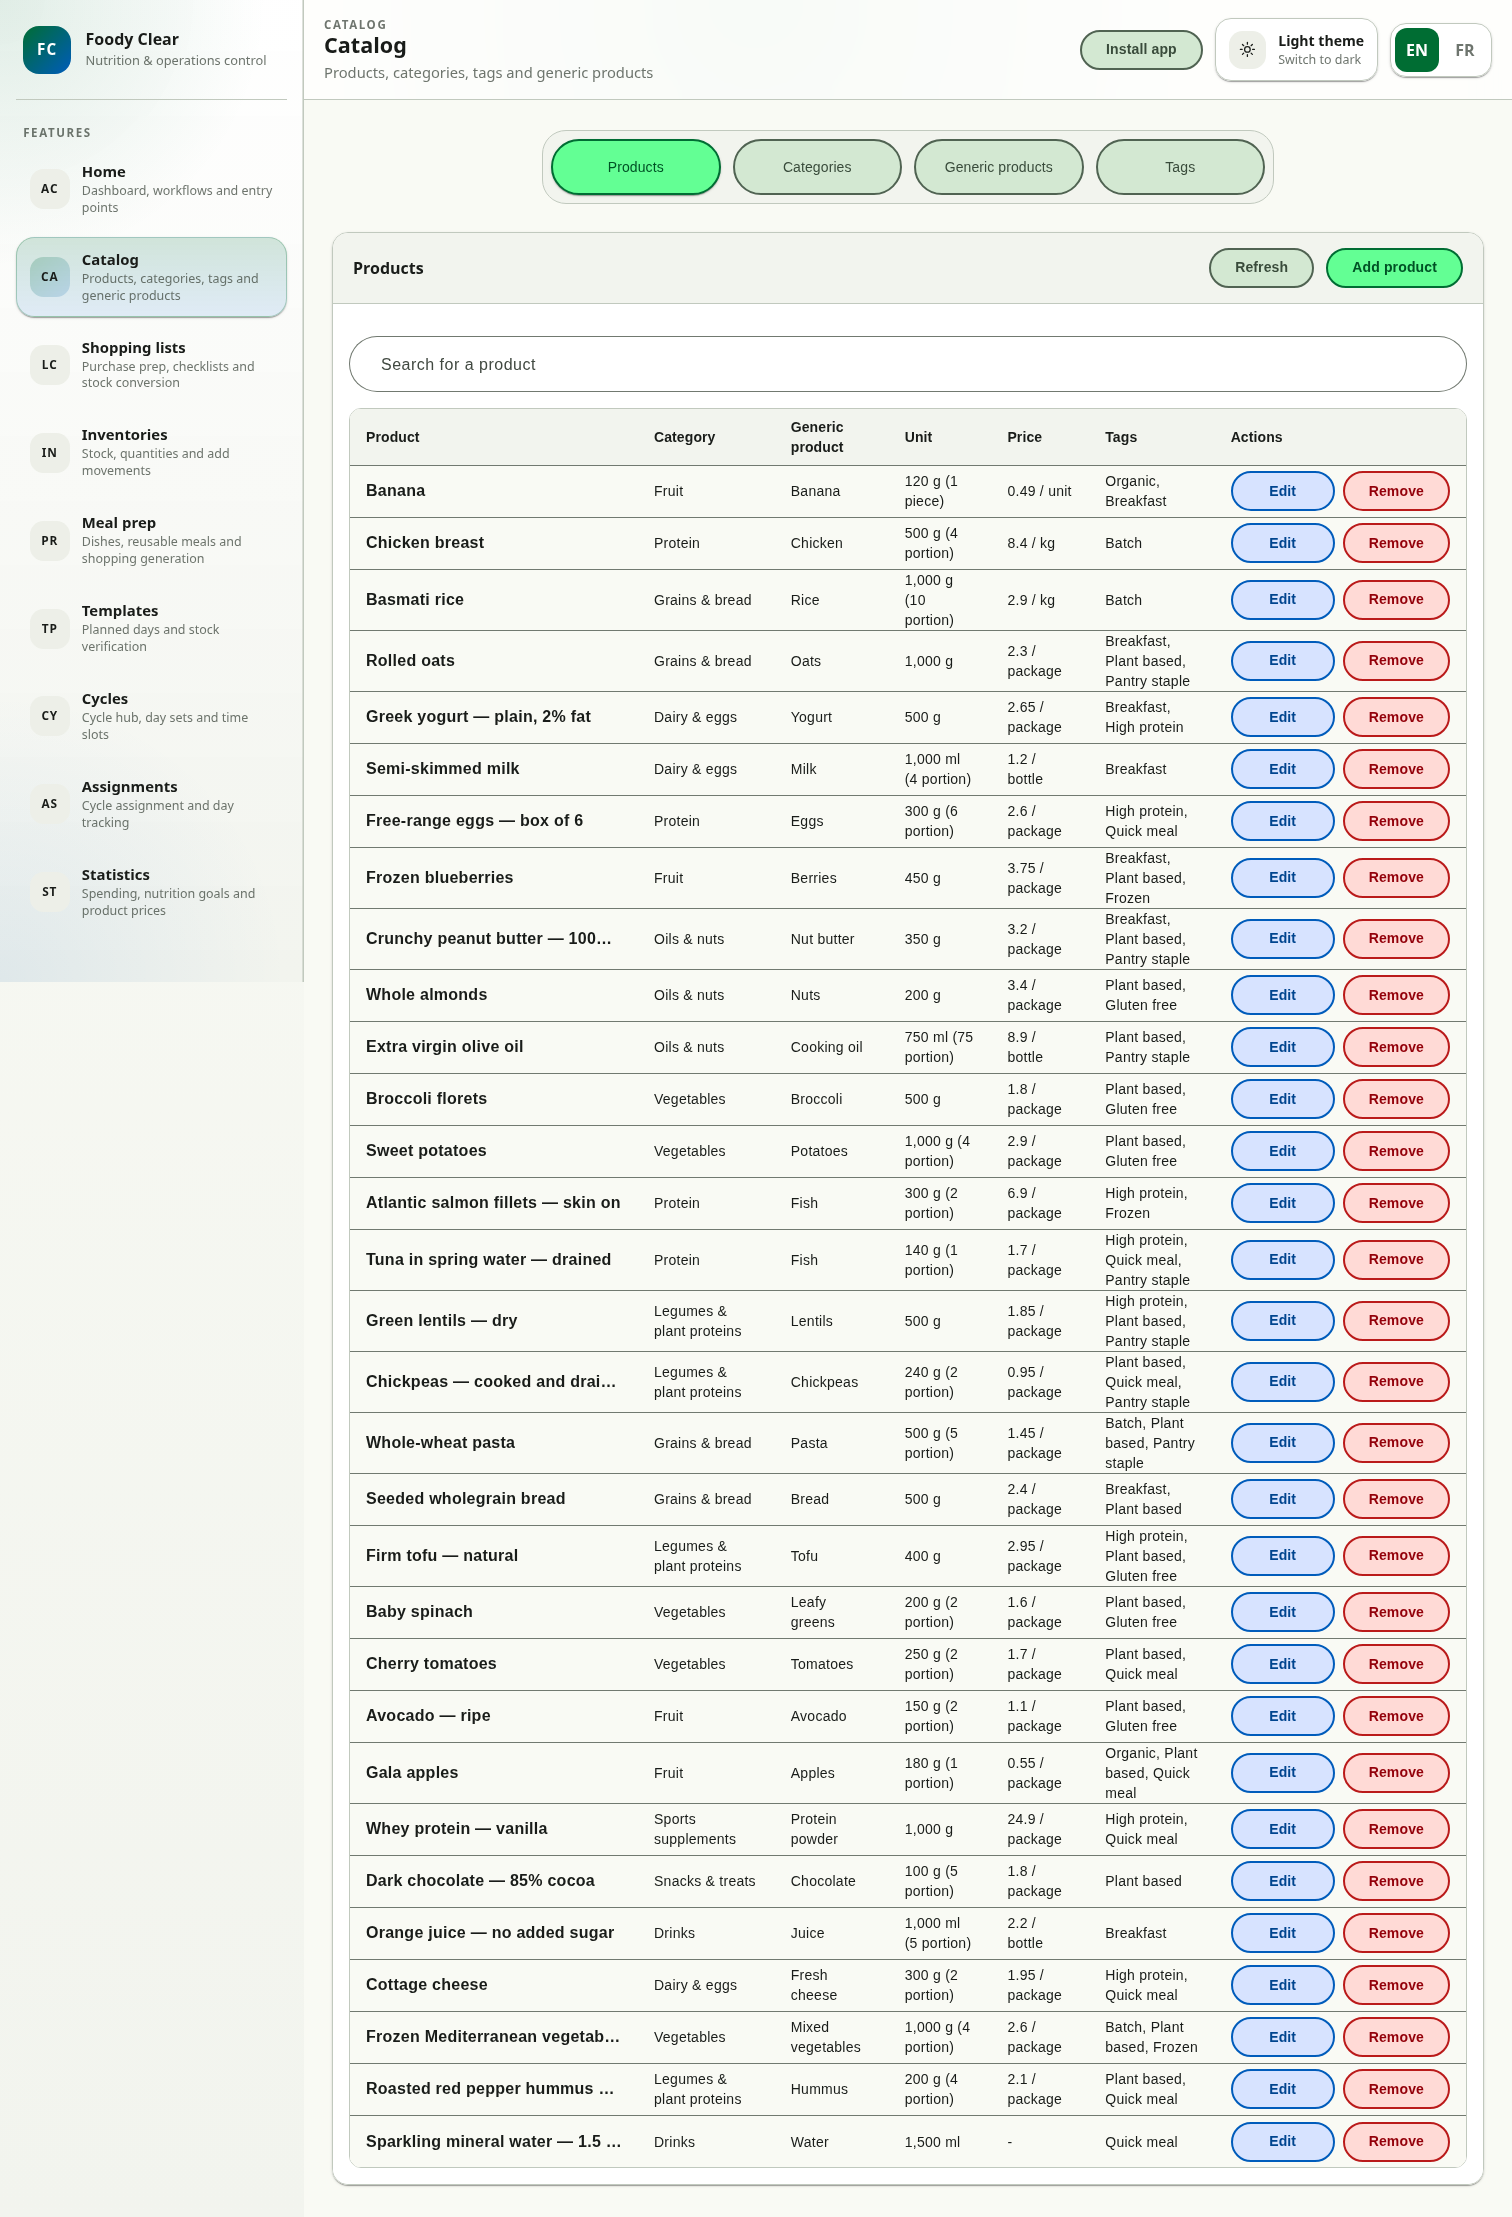 FC
Foody Clear
Nutrition & operations control
FEATURES
AC
Home
Dashboard, workflows and entry
points
CA
Catalog
Products, categories, tags and
generic products
LC
Shopping lists
Purchase prep, checklists and
stock conversion
IN
Inventories
Stock, quantities and add
movements
PR
Meal prep
Dishes, reusable meals and
shopping generation
TP
Templates
Planned days and stock
verification
CY
Cycles
Cycle hub, day sets and time
slots
AS
Assignments
Cycle assignment and day
tracking
ST
Statistics
Spending, nutrition goals and
product prices
CATALOG
Catalog
Products, categories, tags and generic products
Install app
Light theme
Switch to dark
EN FR
Products Categories Generic products Tags
Products
Refresh Add product
Search for a product
Product Category Generic product Unit Price Tags Actions
Banana Fruit Banana 120 g (1 piece) 0.49 / unit Organic, Breakfast Edit Remove
Chicken breast Protein Chicken 500 g (4 portion) 8.4 / kg Batch Edit Remove
Basmati rice Grains & bread Rice 1,000 g (10 portion) 2.9 / kg Batch Edit Remove
Rolled oats Grains & bread Oats 1,000 g 2.3 / package Breakfast, Plant based, Pantry staple Edit Remove
Greek yogurt — plain, 2% fat Dairy & eggs Yogurt 500 g 2.65 / package Breakfast, High protein Edit Remove
Semi-skimmed milk Dairy & eggs Milk 1,000 ml (4 portion) 1.2 / bottle Breakfast Edit Remove
Free-range eggs — box of 6 Protein Eggs 300 g (6 portion) 2.6 / package High protein, Quick meal Edit Remove
Frozen blueberries Fruit Berries 450 g 3.75 / package Breakfast, Plant based, Frozen Edit Remove
Crunchy peanut butter — 100… Oils & nuts Nut butter 350 g 3.2 / package Breakfast, Plant based, Pantry staple Edit Remove
Whole almonds Oils & nuts Nuts 200 g 3.4 / package Plant based, Gluten free Edit Remove
Extra virgin olive oil Oils & nuts Cooking oil 750 ml (75 portion) 8.9 / bottle Plant based, Pantry staple Edit Remove
Broccoli florets Vegetables Broccoli 500 g 1.8 / package Plant based, Gluten free Edit Remove
Sweet potatoes Vegetables Potatoes 1,000 g (4 portion) 2.9 / package Plant based, Gluten free Edit Remove
Atlantic salmon fillets — skin on Protein Fish 300 g (2 portion) 6.9 / package High protein, Frozen Edit Remove
Tuna in spring water — drained Protein Fish 140 g (1 portion) 1.7 / package High protein, Quick meal, Pantry staple Edit Remove
Green lentils — dry Legumes & plant proteins Lentils 500 g 1.85 / package High protein, Plant based, Pantry staple Edit Remove
Chickpeas — cooked and drai… Legumes & plant proteins Chickpeas 240 g (2 portion) 0.95 / package Plant based, Quick meal, Pantry staple Edit Remove
Whole-wheat pasta Grains & bread Pasta 500 g (5 portion) 1.45 / package Batch, Plant based, Pantry staple Edit Remove
Seeded wholegrain bread Grains & bread Bread 500 g 2.4 / package Breakfast, Plant based Edit Remove
Firm tofu — natural Legumes & plant proteins Tofu 400 g 2.95 / package High protein, Plant based, Gluten free Edit Remove
Baby spinach Vegetables Leafy greens 200 g (2 portion) 1.6 / package Plant based, Gluten free Edit Remove
Cherry tomatoes Vegetables Tomatoes 250 g (2 portion) 1.7 / package Plant based, Quick meal Edit Remove
Avocado — ripe Fruit Avocado 150 g (2 portion) 1.1 / package Plant based, Gluten free Edit Remove
Gala apples Fruit Apples 180 g (1 portion) 0.55 / package Organic, Plant based, Quick meal Edit Remove
Whey protein — vanilla Sports supplements Protein powder 1,000 g 24.9 / package High protein, Quick meal Edit Remove
Dark chocolate — 85% cocoa Snacks & treats Chocolate 100 g (5 portion) 1.8 / package Plant based Edit Remove
Orange juice — no added sugar Drinks Juice 1,000 ml (5 portion) 2.2 / bottle Breakfast Edit Remove
Cottage cheese Dairy & eggs Fresh cheese 300 g (2 portion) 1.95 / package High protein, Quick meal Edit Remove
Frozen Mediterranean vegetab… Vegetables Mixed vegetables 1,000 g (4 portion) 2.6 / package Batch, Plant based, Frozen Edit Remove
Roasted red pepper hummus … Legumes & plant proteins Hummus 200 g (4 portion) 2.1 / package Plant based, Quick meal Edit Remove
Sparkling mineral water — 1.5 … Drinks Water 1,500 ml - Quick meal Edit Remove